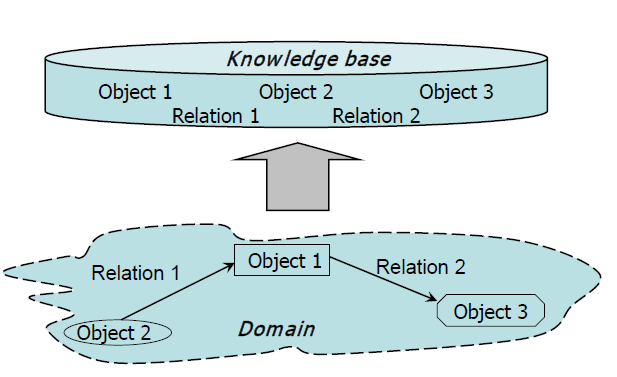 Knowledge base
Object 1 Object 2 Object 3
Relation 1 Relation 2
Object 1
Relation 1
Relation 2
Object 3
Object 2
Domain